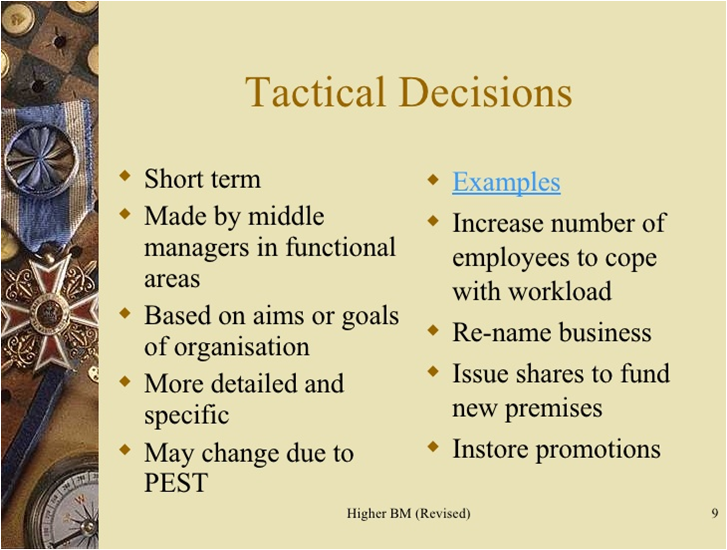 Tactical Decisions
Short term
Made by middle
managers in functional
areas
Based on aims or goals
of organisation
More detailed and
specific
May change due to
PEST
Examples
Increase number of
employees to cope
with workload
Re-name business
Issue shares to fund
new premises
Instore promotions
Higher BM (Revised)
9